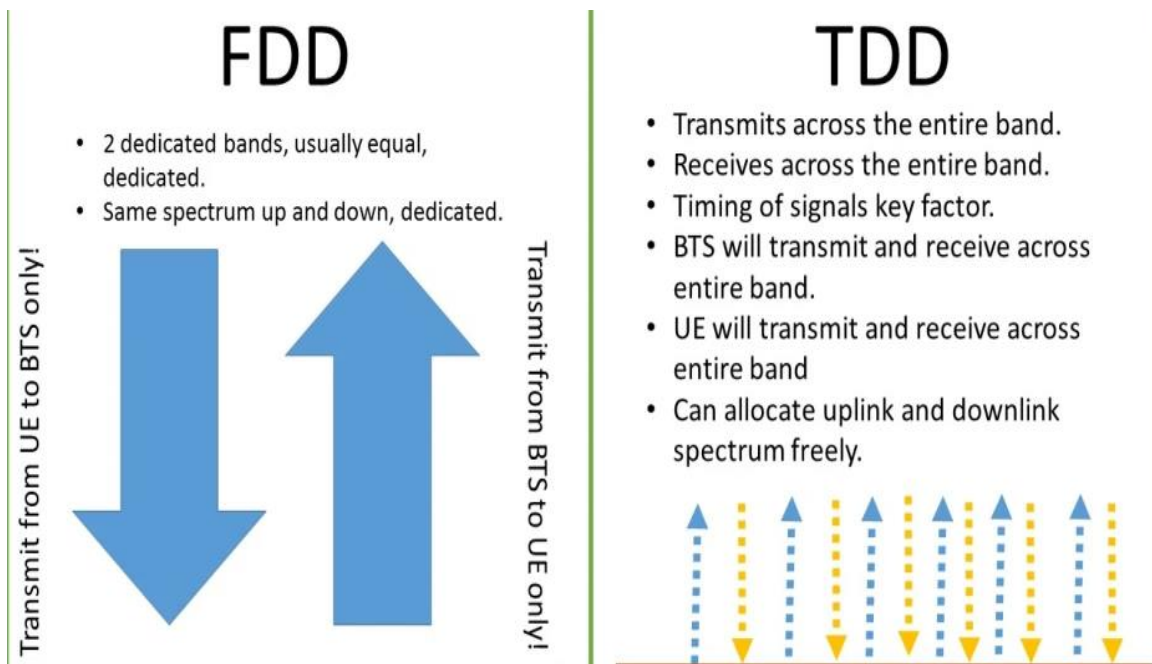 FDD
• 2 dedicated bands, usually equal,
dedicated.
• Same spectrum up and down, dedicated.
Transmit from UE to BTS only!
Transmit from BTS to UE only!
TDD
• Transmits across the entire band.
• Receives across the entire band.
• Timing of signals key factor.
• BTS will transmit and receive across
entire band.
• UE will transmit and receive across
entire band
• Can allocate uplink and downlink
spectrum freely.